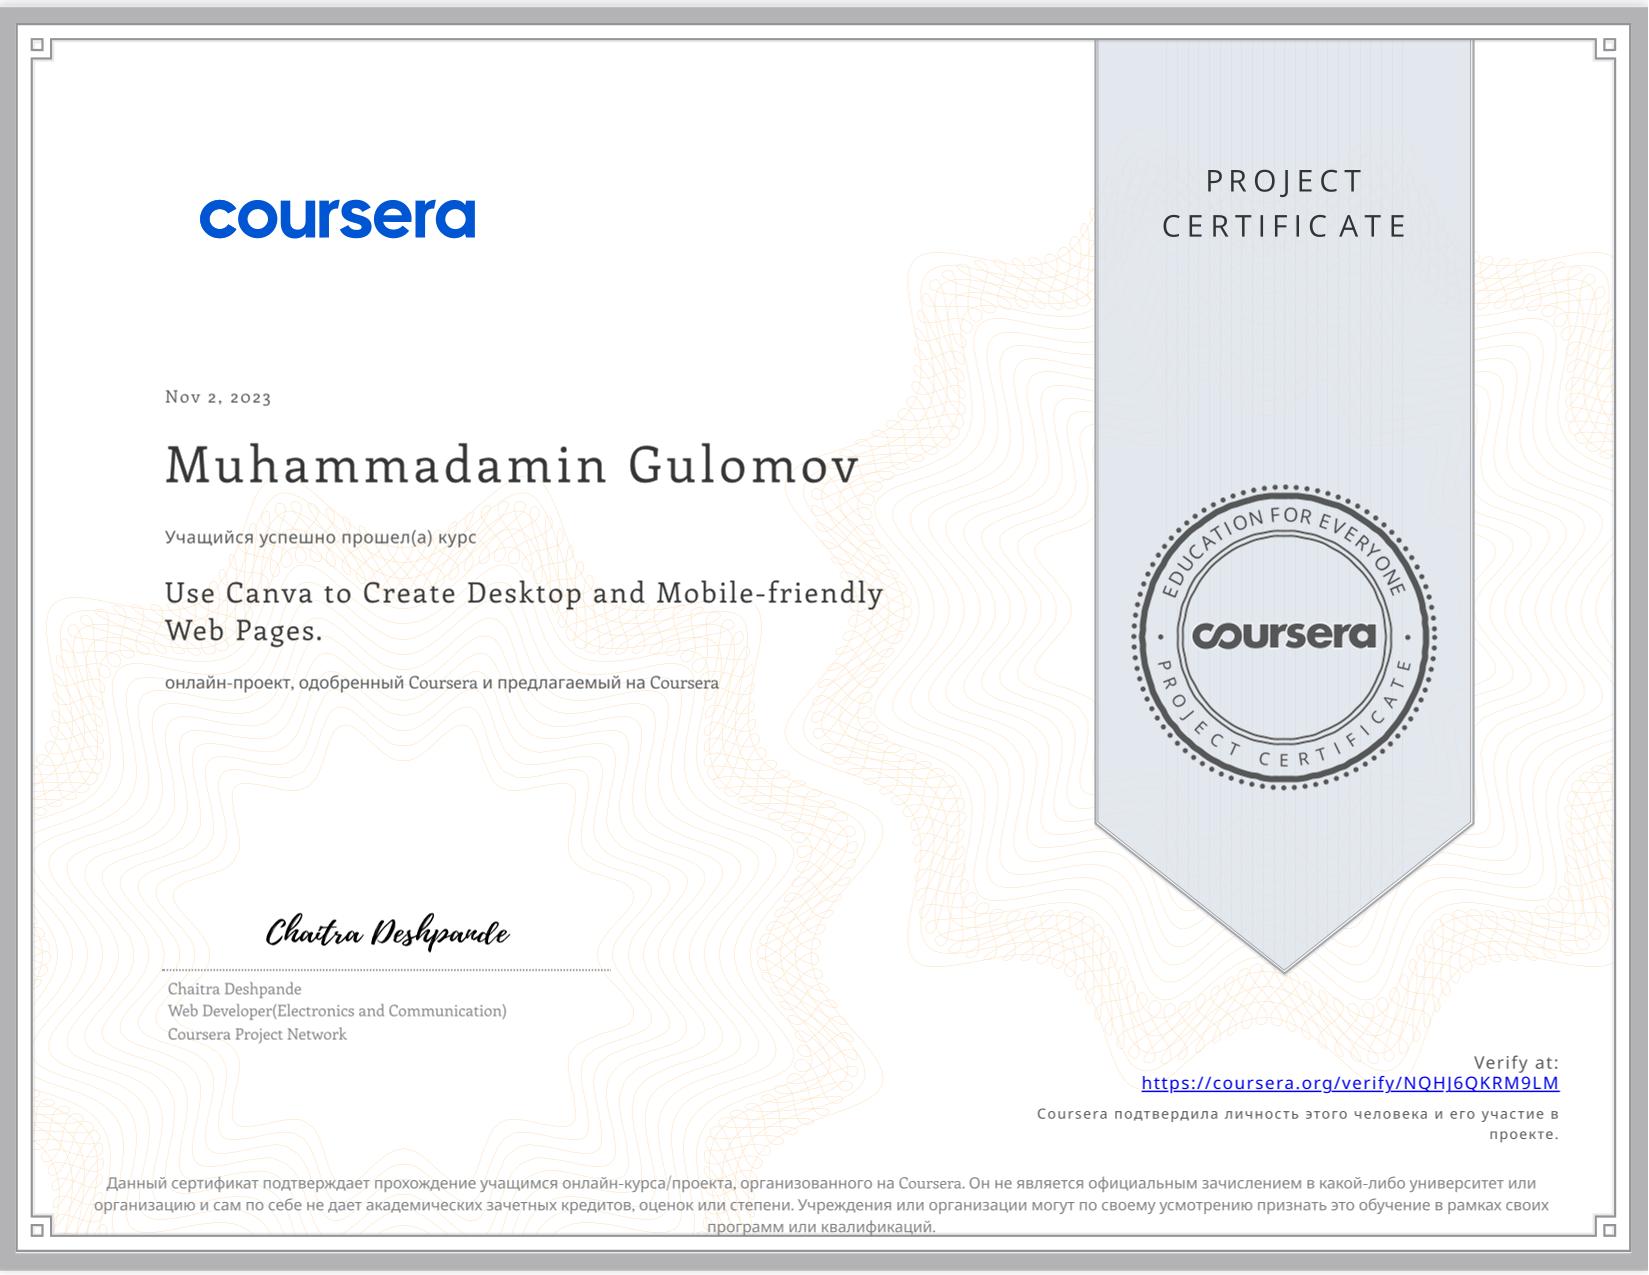 coursera
PROJECT
CERTIFICATE
Nov 2, 2023
Muhammadamin Gulomov
Учащийся успешно прошел(а) курс
Use Canva to Create Desktop and Mobile-friendly
Web Pages.
онлайн-проект, одобренный Coursera и предлагаемый на Coursera
EDUCATION FOR EVERYONE
coursera
PROJECT CERTIFICATE
Chaitra Deshpande
Chaitra Deshpande
Web Developer(Electronics and Communication)
Coursera Project Network
Verify at:
https://coursera.org/verify/NQHJ6QKRM9LM
Coursera подтвердила личность этого человека и его участие в
проекте.
Данный сертификат подтверждает прохождение учащимся онлайн-курса/проекта, организованного на Coursera. Он не является официальным зачислением в какой-либо университет или
организацию и сам по себе не дает академических зачетных кредитов, оценок или степени. Учреждения или организации могут по своему усмотрению признать это обучение в рамках своих
программ или квалификаций.